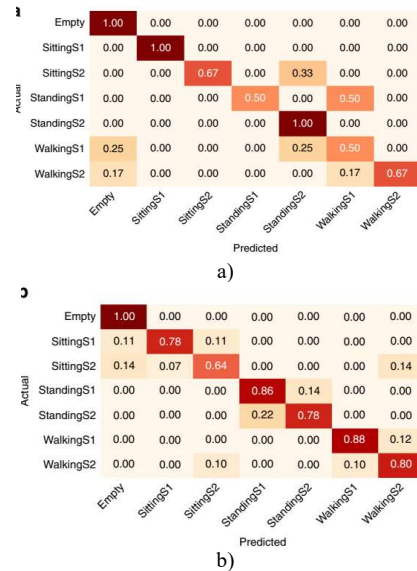 a
Empty 1.00 0.00 0.00 0.00 0.00 0.00 0.00
SittingS1 0.00 1.00 0.00 0.00 0.00 0.00 0.00
SittingS2 0.00 0.00 0.67 0.00 0.33 0.00 0.00
StandingS1 0.00 0.00 0.00 0.50 0.00 0.50 0.00
StandingS2 0.00 0.00 0.00 0.00 1.00 0.00 0.00
WalkingS1 0.25 0.00 0.00 0.00 0.25 0.50 0.00
WalkingS2 0.17 0.00 0.00 0.00 0.00 0.17 0.67
Actual
Empty SittingS1 SittingS2 StandingS1 StandingS2 WalkingS1 WalkingS2
Predicted
a)
b
Empty 1.00 0.00 0.00 0.00 0.00 0.00 0.00
SittingS1 0.11 0.78 0.11 0.00 0.00 0.00 0.00
SittingS2 0.14 0.07 0.64 0.00 0.00 0.00 0.14
StandingS1 0.00 0.00 0.00 0.86 0.14 0.00 0.00
StandingS2 0.00 0.00 0.00 0.22 0.78 0.00 0.00
WalkingS1 0.00 0.00 0.00 0.00 0.00 0.88 0.12
WalkingS2 0.00 0.00 0.10 0.00 0.00 0.10 0.80
Actual
Empty SittingS1 SittingS2 StandingS1 StandingS2 WalkingS1 WalkingS2
Predicted
b)